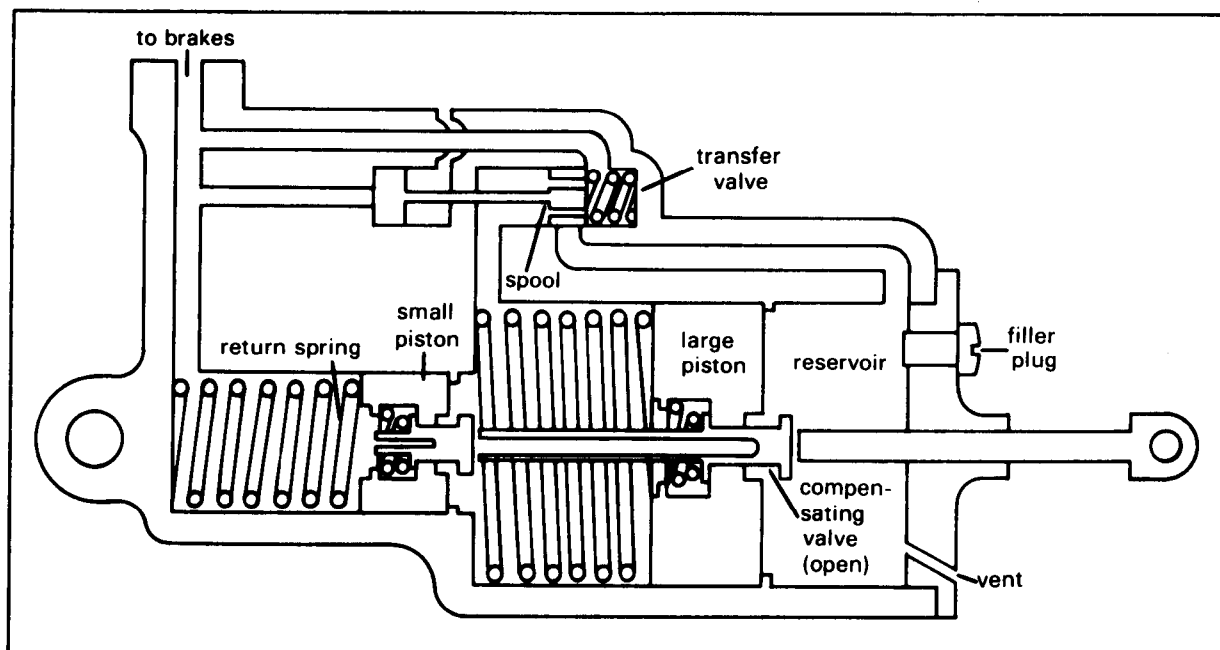 to brakes
transfer
valve
spool
small
piston
return spring
large
piston
reservoir
filler
plug
compen-
sating
valve
(open)
vent